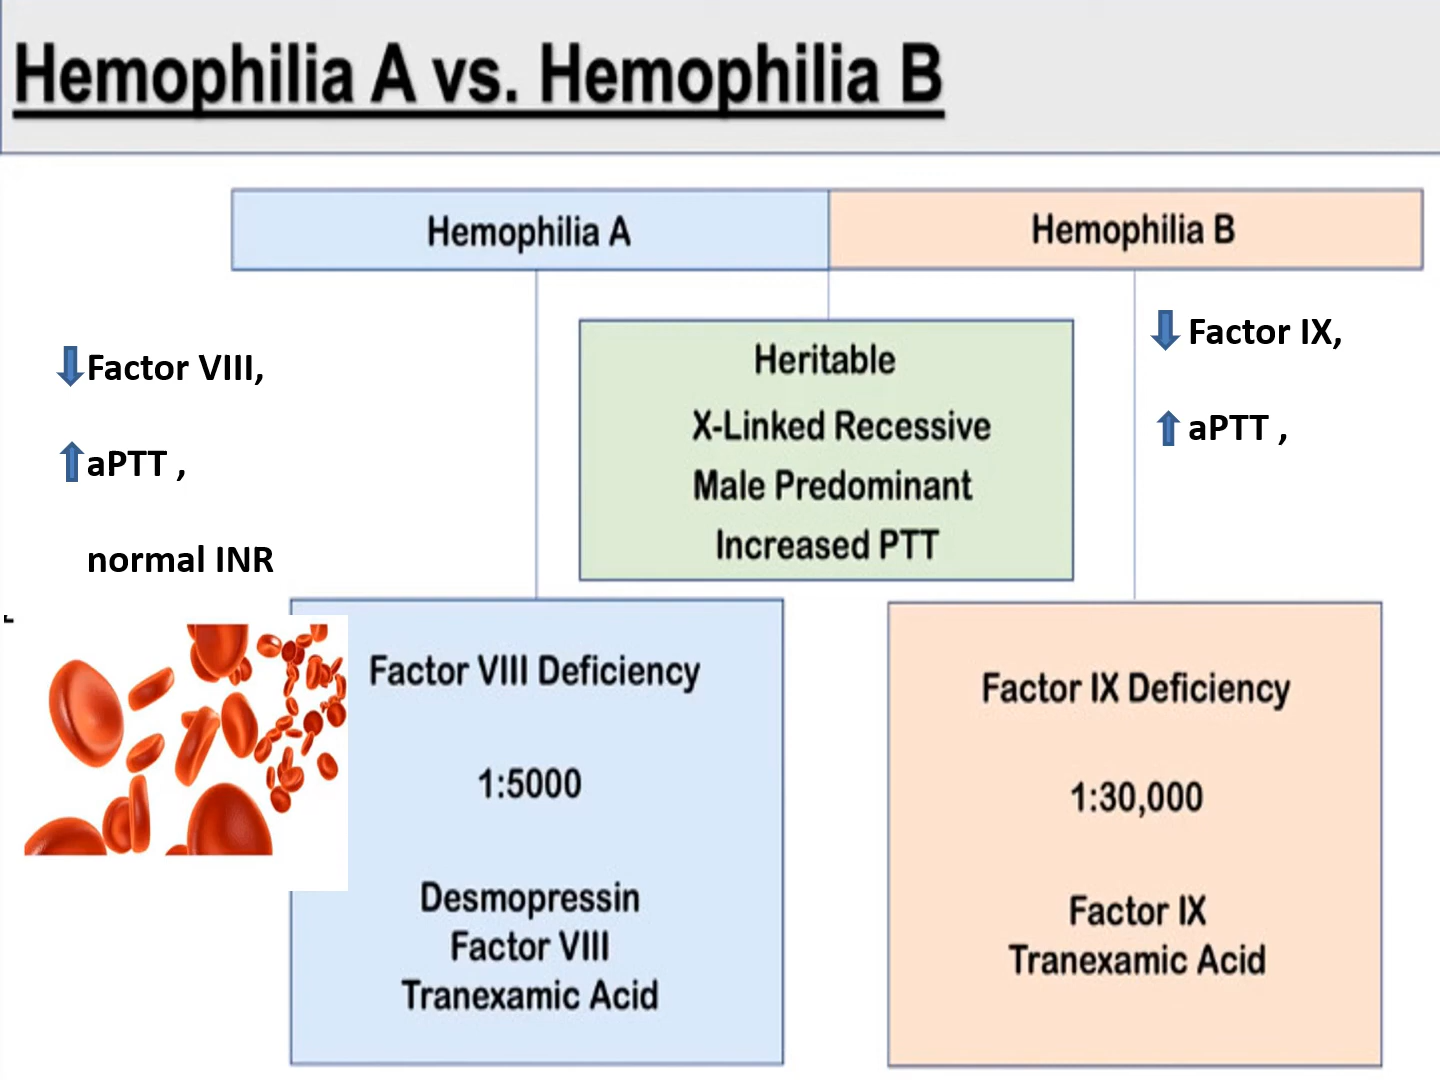 Hemophilia A vs. Hemophilia B
Hemophilia A
Hemophilia B
Factor VIII,
aPTT ,
normal INR
Heritable
X-Linked Recessive
Male Predominant
Increased PTT
Factor IX,
aPTT ,
Factor VIII Deficiency
1:5000
Desmopressin
Factor VIII
Tranexamic Acid
Factor IX Deficiency
1:30,000
Factor IX
Tranexamic Acid